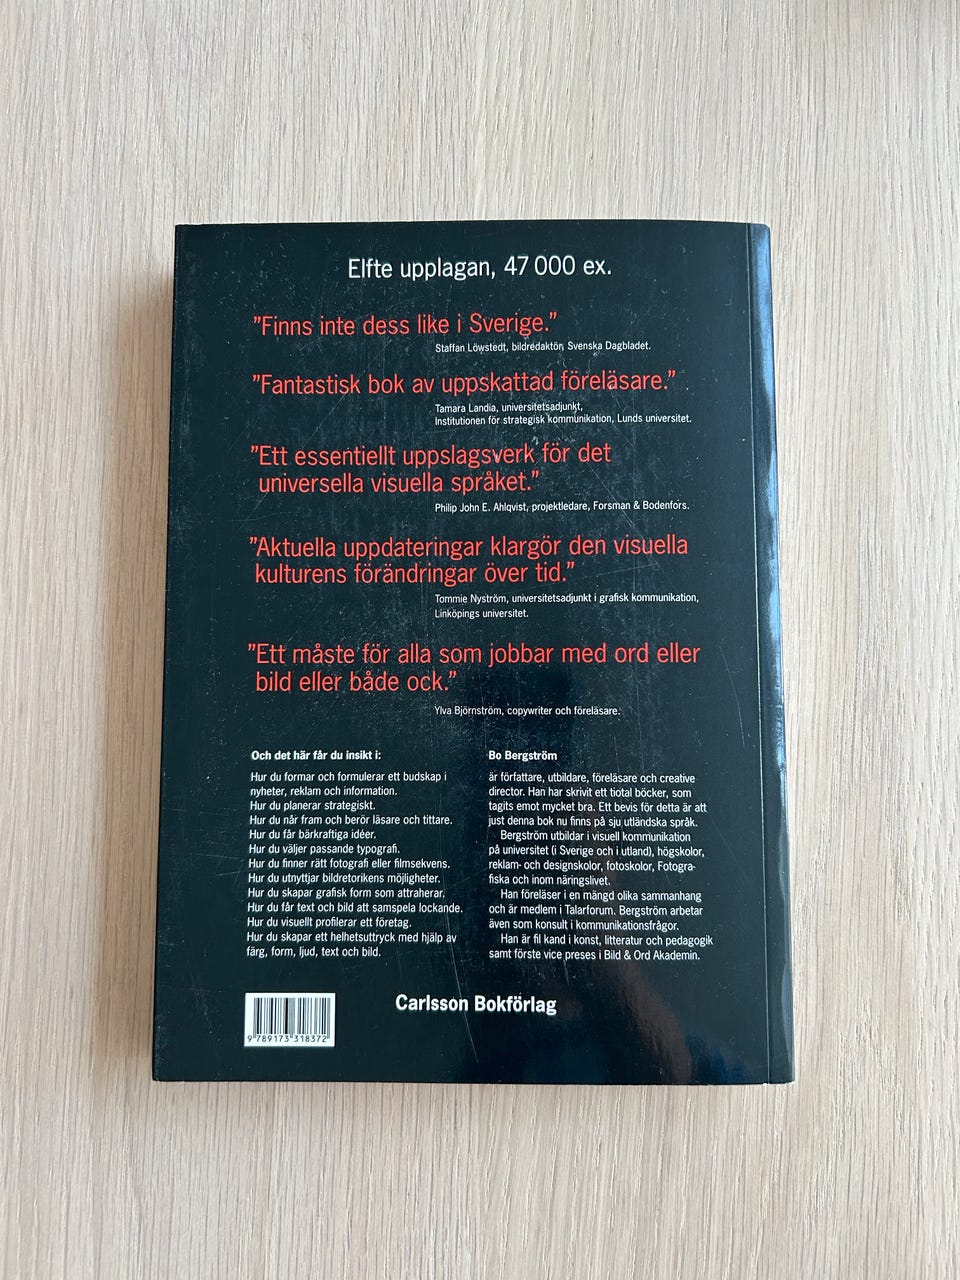 Elfte upplagan, 47 000 ex.
”Finns inte dess like i Sverige.”
Staffan Löwstedt, bildredaktör, Svenska Dagbladet.
”Fantastisk bok av uppskattad föreläsare.”
Tamara Landia, universitetsadjunkt,
Institutionen för strategisk kommunikation, Lunds universitet.
”Ett essentiellt uppslagsverk för det
universella visuella språket.”
Philip John E. Ahlqvist, projektledare, Forsman & Bodenfors.
”Aktuella uppdateringar klargör den visuella
kulturens förändringar över tid.”
Tommie Nyström, universitetsadjunkt i grafisk kommunikation,
Linköpings universitet.
”Ett måste för alla som jobbar med ord eller
bild eller både ock.”
Ylva Björnström, copywriter och föreläsare.
Och det här får du insikt i:
Hur du formar och formulerar ett budskap i
nyheter, reklam och information.
Hur du planerar strategiskt.
Hur du når fram och berör läsare och tittare.
Hur du får bärkraftiga idéer.
Hur du väljer passande typografi.
Hur du finner rätt fotografi eller filmsekvens.
Hur du utnyttjar bildretorikens möjligheter.
Hur du skapar grafisk form som attraherar.
Hur du får text och bild att samspela lockande.
Hur du visuellt profilerar ett företag.
Hur du skapar ett helhetsuttryck med hjälp av
färg, form, ljud, text och bild.
Bo Bergström
är författare, utbildare, föreläsare och creative
director. Han har skrivit ett tiotal böcker, som
tagits emot mycket bra. Ett bevis för detta är att
just denna bok nu finns på sju utländska språk.
Bergström utbildar i visuell kommunikation
på universitet (i Sverige och i utland), högskolor,
reklam- och designskolor, fotoskolor, Fotogra-
fiska och inom näringslivet.
Han föreläser i en mängd olika sammanhang
och är medlem i Talarforum. Bergström arbetar
även som konsult i kommunikationsfrågor.
Han är fil kand i konst, litteratur och pedagogik
samt förste vice preses i Bild & Ord Akademin.
Carlsson Bokförlag
9 789173 318372